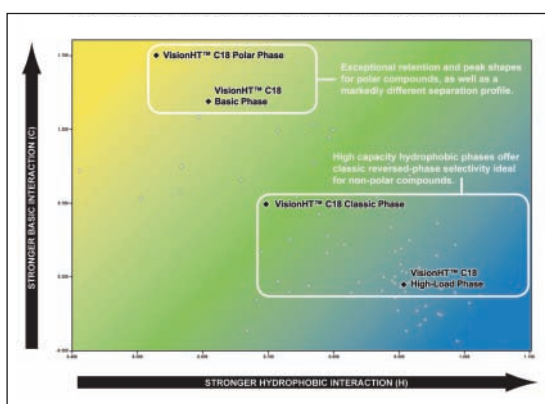 VisionHT™ C18 Polar Phase
VisionHT™ C18
Basic Phase
Exceptional retention and peak shapes
for polar compounds, as well as a
markedly different separation profile.
High capacity hydrophobic phases offer
classic reversed-phase selectivity ideal
for non-polar compounds.
VisionHT™ C18 Classic Phase
VisionHT™ C18
High-Load Phase
STRONGER BASIC INTERACTION (C)
STRONGER HYDROPHOBIC INTERACTION (H)